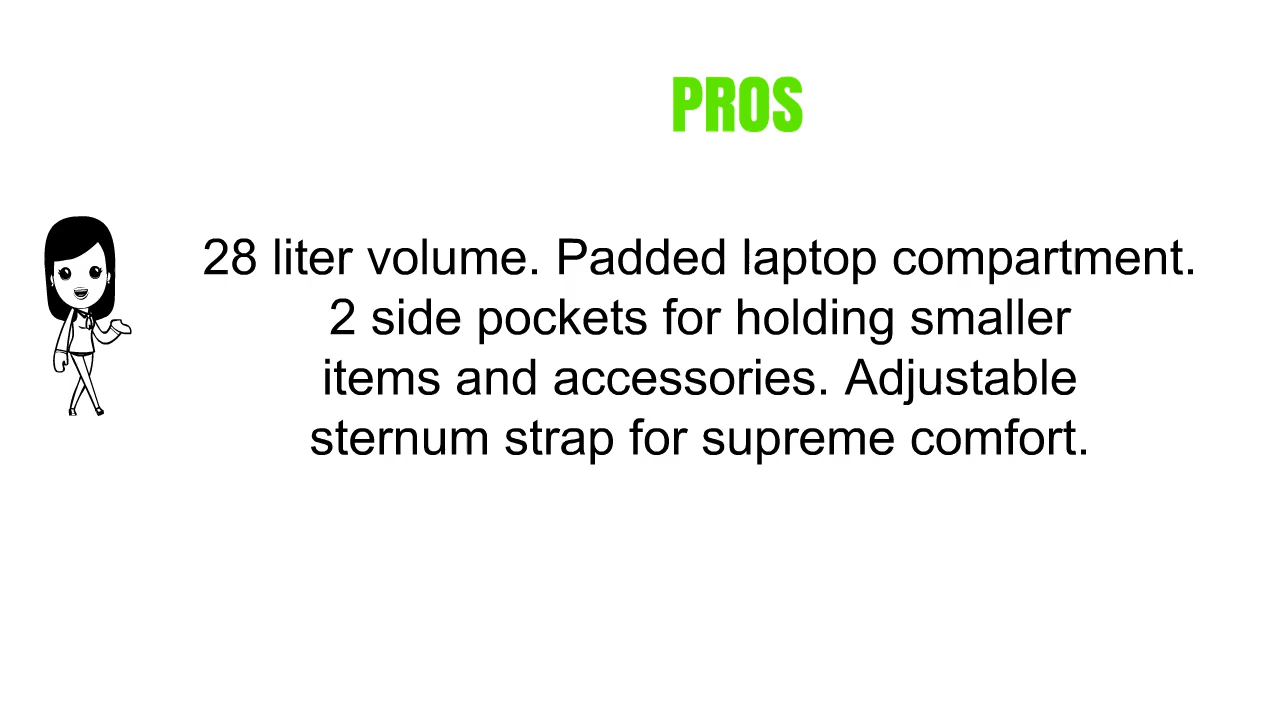 PROS
28 liter volume. Padded laptop compartment.
2 side pockets for holding smaller
items and accessories. Adjustable
sternum strap for supreme comfort.